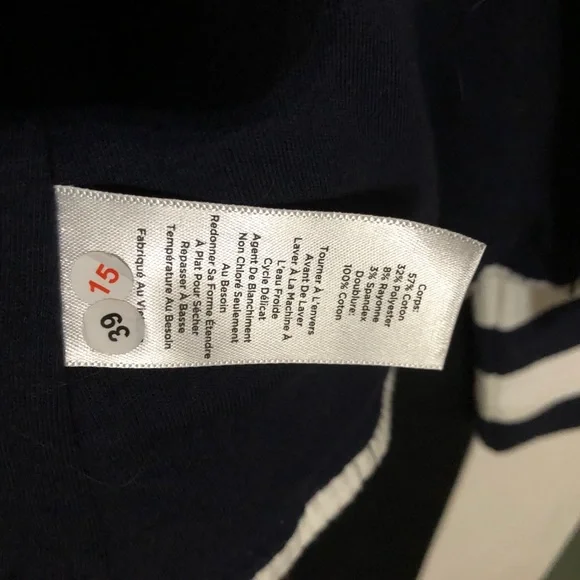 Corps:
57% Coton
32% Polyester
8% Rayonne
3% Spandex
Doublure:
100% Coton
Tourner À L'envers
Avant De Laver
Laver À La Machine À
L'eau Froide
Cycle Délicat
Agent De Blanchiment
Non Chloré Seulement
Au Besoin
Redonner Sa Forme Étendre
À Plat Pour Sécher
Repasser À Basse
Température Au Besoin
Fabriqué Au
15
39